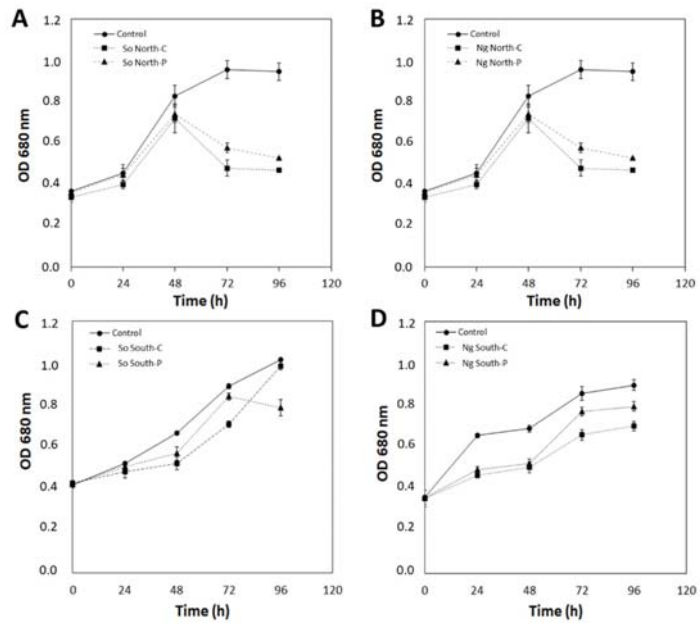 A
1.2
1.0
0.8
0.6
0.4
0.2
0.0
OD 680 nm
Control
So North-C
So North-P
0 24 48 72 96 120
Time (h)
B
1.2
1.0
0.8
0.6
0.4
0.2
0.0
OD 680 nm
Control
Ng North-C
Ng North-P
0 24 48 72 96 120
Time (h)
C
1.2
1.0
0.8
0.6
0.4
0.2
0.0
OD 680 nm
Control
So South-C
So South-P
0 24 48 72 96 120
Time (h)
D
1.2
1.0
0.8
0.6
0.4
0.2
0.0
OD 680 nm
Control
Ng South-C
Ng South-P
0 24 48 72 96 120
Time (h)